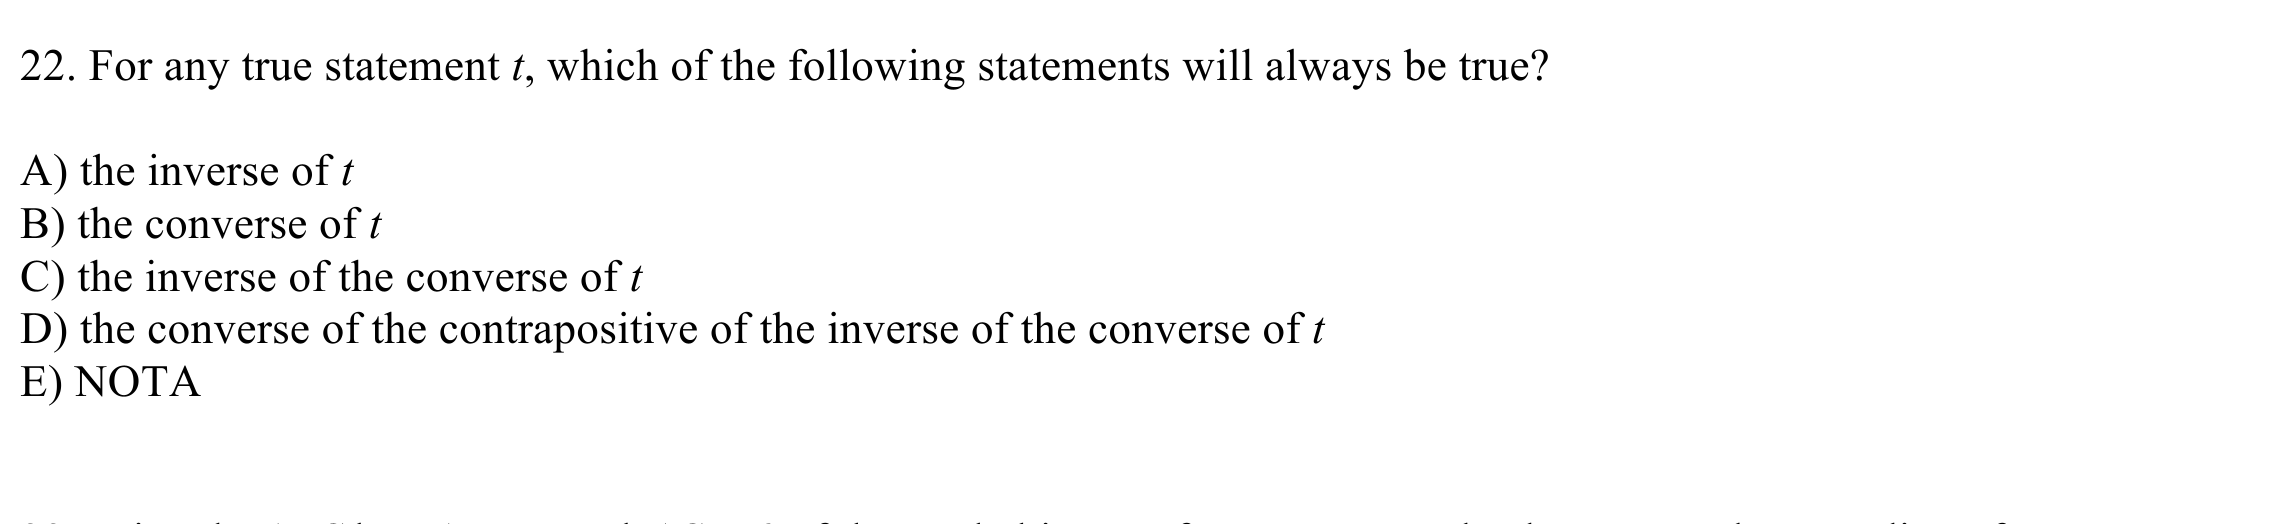 22. For any true statement t, which of the following statements will always be true?
A) the inverse of t
B) the converse of t
C) the inverse of the converse of t
D) the converse of the contrapositive of the inverse of the converse of t
E) NOTA